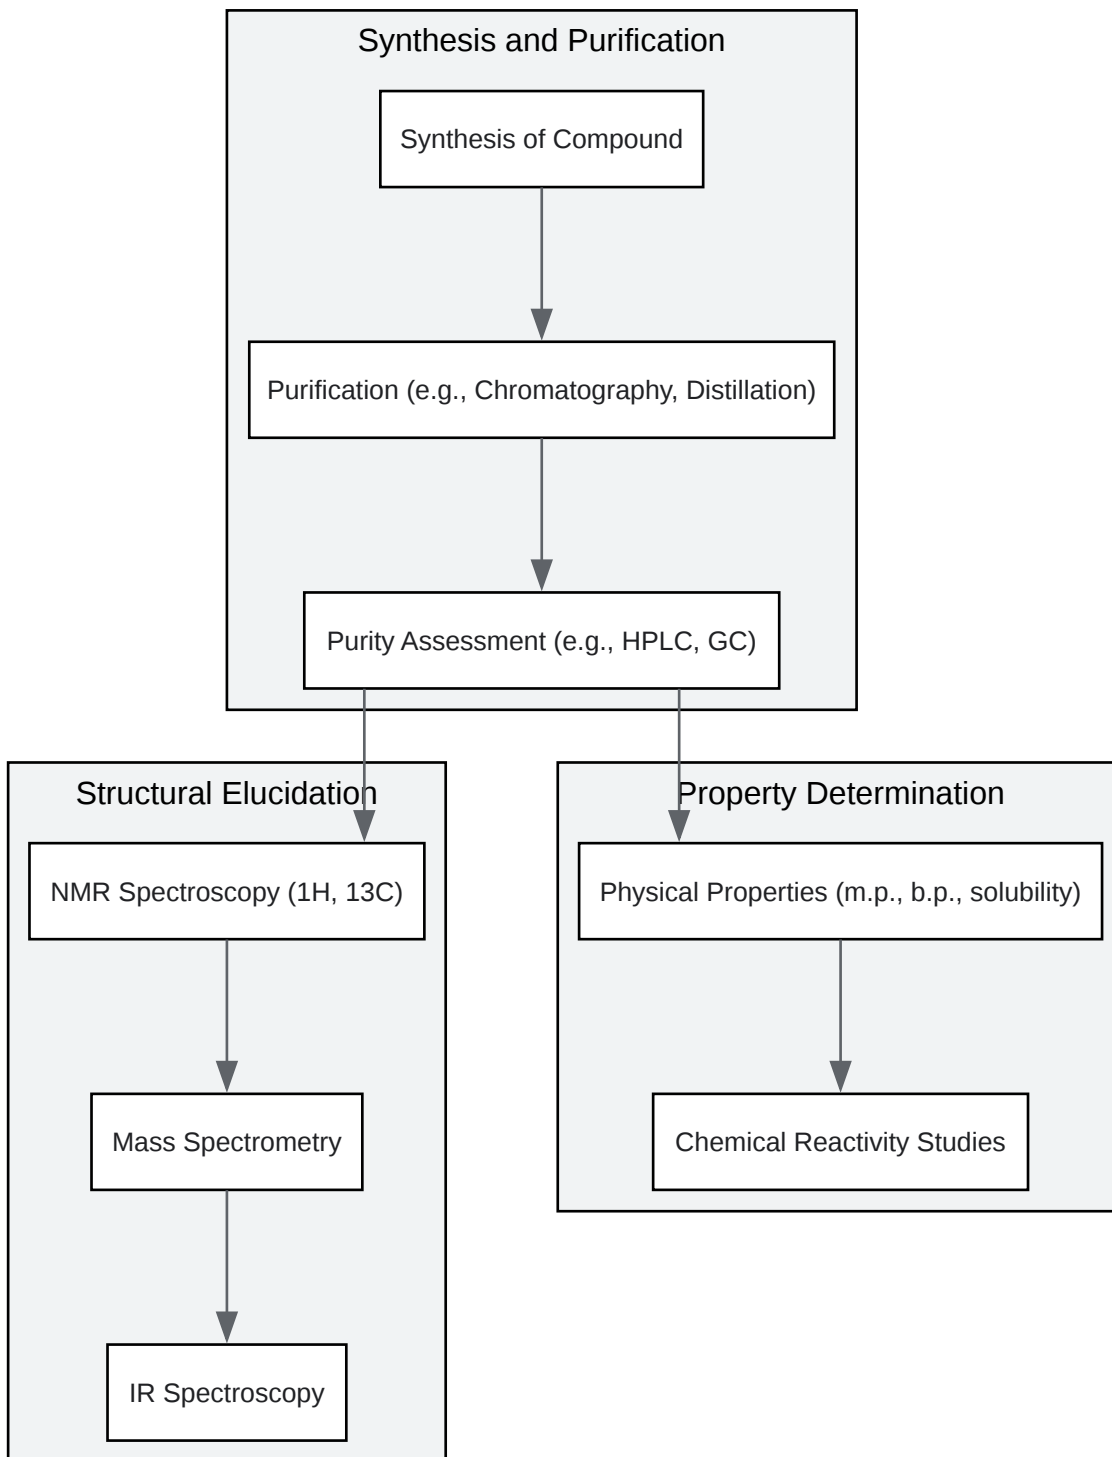 Synthesis and Purification
Synthesis of Compound
Purification (e.g., Chromatography, Distillation)
Purity Assessment (e.g., HPLC, GC)
Structural Elucidation
NMR Spectroscopy (1H, 13C)
Mass Spectrometry
IR Spectroscopy
Property Determination
Physical Properties (m.p., b.p., solubility)
Chemical Reactivity Studies